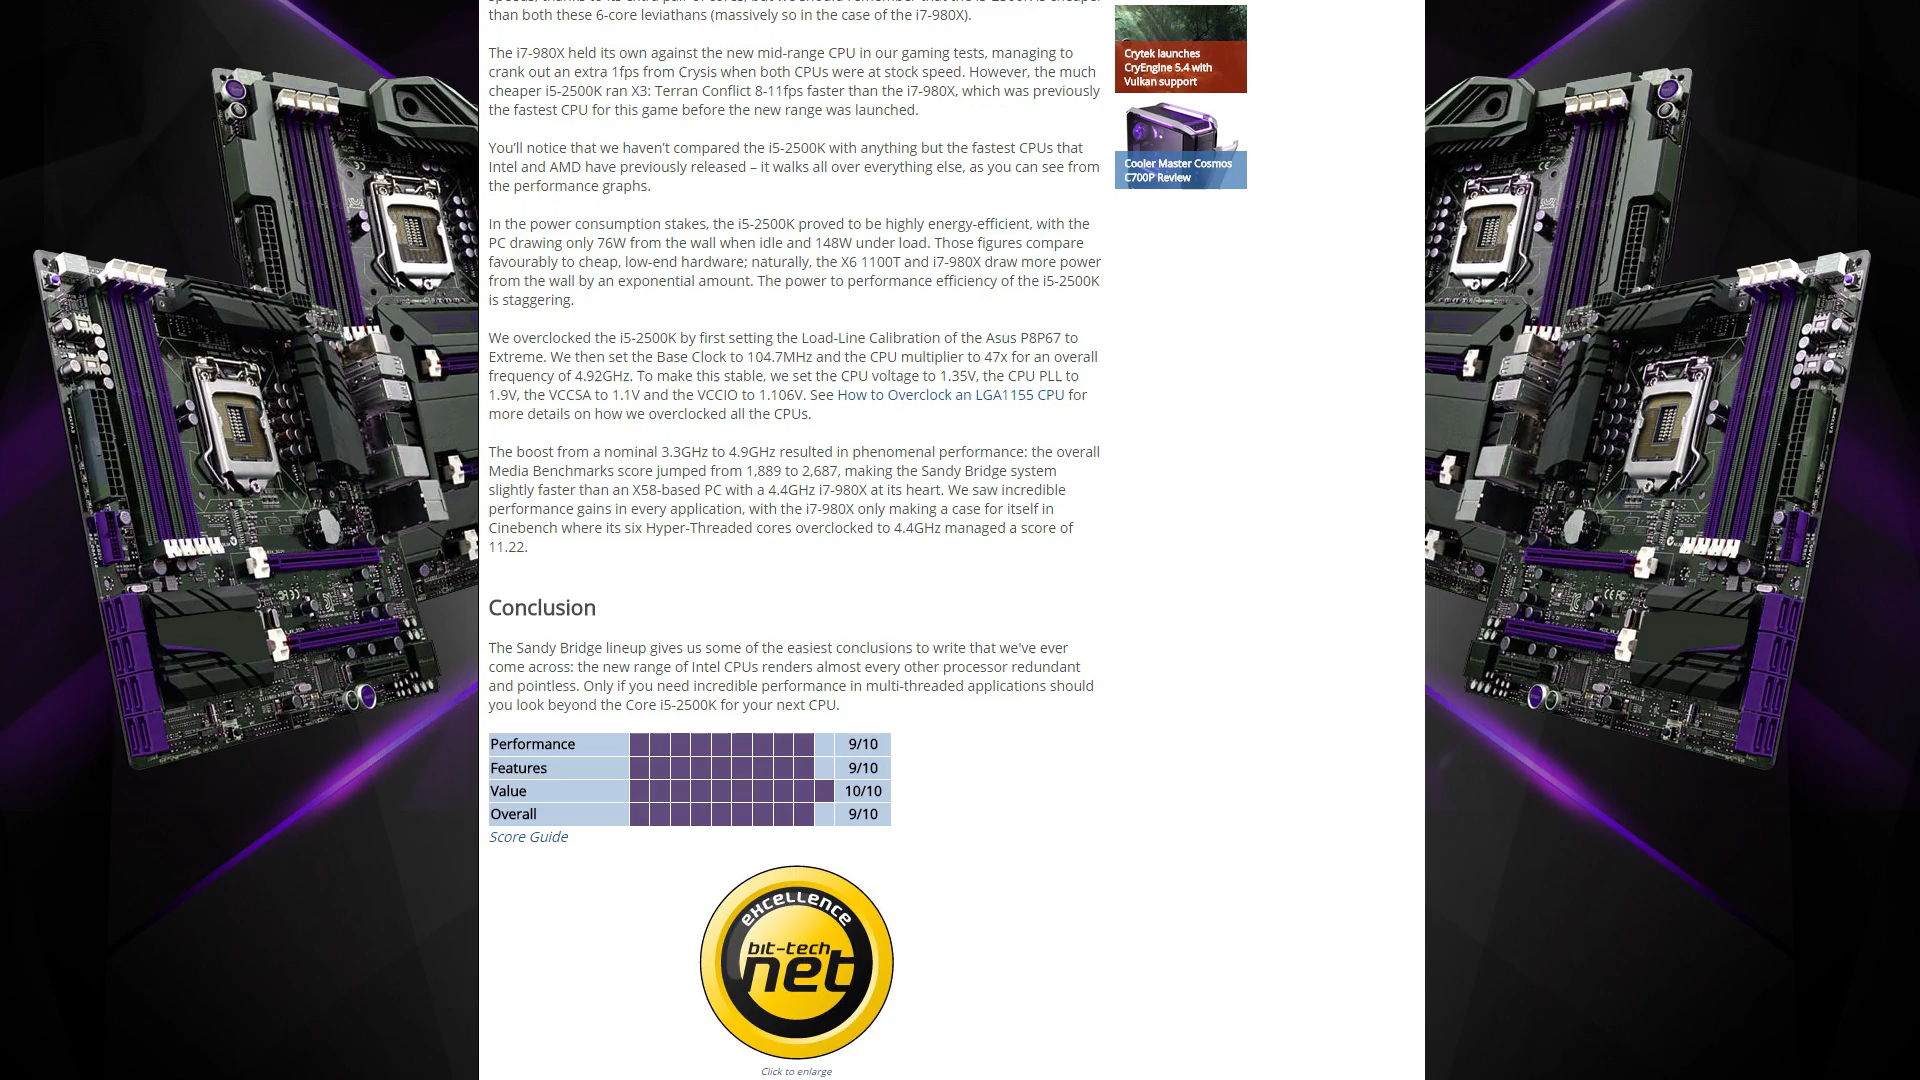 than both these 6-core leviathans (massively so in the case of the i7-980X).
The i7-980X held its own against the new mid-range CPU in our gaming tests, managing to
crank out an extra 1fps from Crysis when both CPUs were at stock speed. However, the much
cheaper i5-2500K ran X3: Terran Conflict 8-11fps faster than the i7-980X, which was previously
the fastest CPU for this game before the new range was launched.
You’ll notice that we haven’t compared the i5-2500K with anything but the fastest CPUs that
Intel and AMD have previously released – it walks all over everything else, as you can see from
the performance graphs.
In the power consumption stakes, the i5-2500K proved to be highly energy-efficient, with the
PC drawing only 76W from the wall when idle and 148W under load. Those figures compare
favourably to cheap, low-end hardware; naturally, the X6 1100T and i7-980X draw more power
from the wall by an exponential amount. The power to performance efficiency of the i5-2500K
is staggering.
We overclocked the i5-2500K by first setting the Load-Line Calibration of the Asus P8P67 to
Extreme. We then set the Base Clock to 104.7MHz and the CPU multiplier to 47x for an overall
frequency of 4.92GHz. To make this stable, we set the CPU voltage to 1.35V, the CPU PLL to
1.9V, the VCCSA to 1.1V and the VCCIO to 1.106V. See How to Overclock an LGA1155 CPU for
more details on how we overclocked all the CPUs.
The boost from a nominal 3.3GHz to 4.9GHz resulted in phenomenal performance: the overall
Media Benchmarks score jumped from 1,889 to 2,687, making the Sandy Bridge system
slightly faster than an X58-based PC with a 4.4GHz i7-980X at its heart. We saw incredible
performance gains in every application, with the i7-980X only making a case for itself in
Cinebench where its six Hyper-Threaded cores overclocked to 4.4GHz managed a score of
11.22.
Conclusion
The Sandy Bridge lineup gives us some of the easiest conclusions to write that we've ever
come across: the new range of Intel CPUs renders almost every other processor redundant
and pointless. Only if you need incredible performance in multi-threaded applications should
you look beyond the Core i5-2500K for your next CPU.
Performance 9/10
Features 9/10
Value 10/10
Overall 9/10
Score Guide
excellence
bit-tech
net
Click to enlarge
Crytek launches
CryEngine 5.4 with
Vulkan support
Cooler Master Cosmos
C700P Review